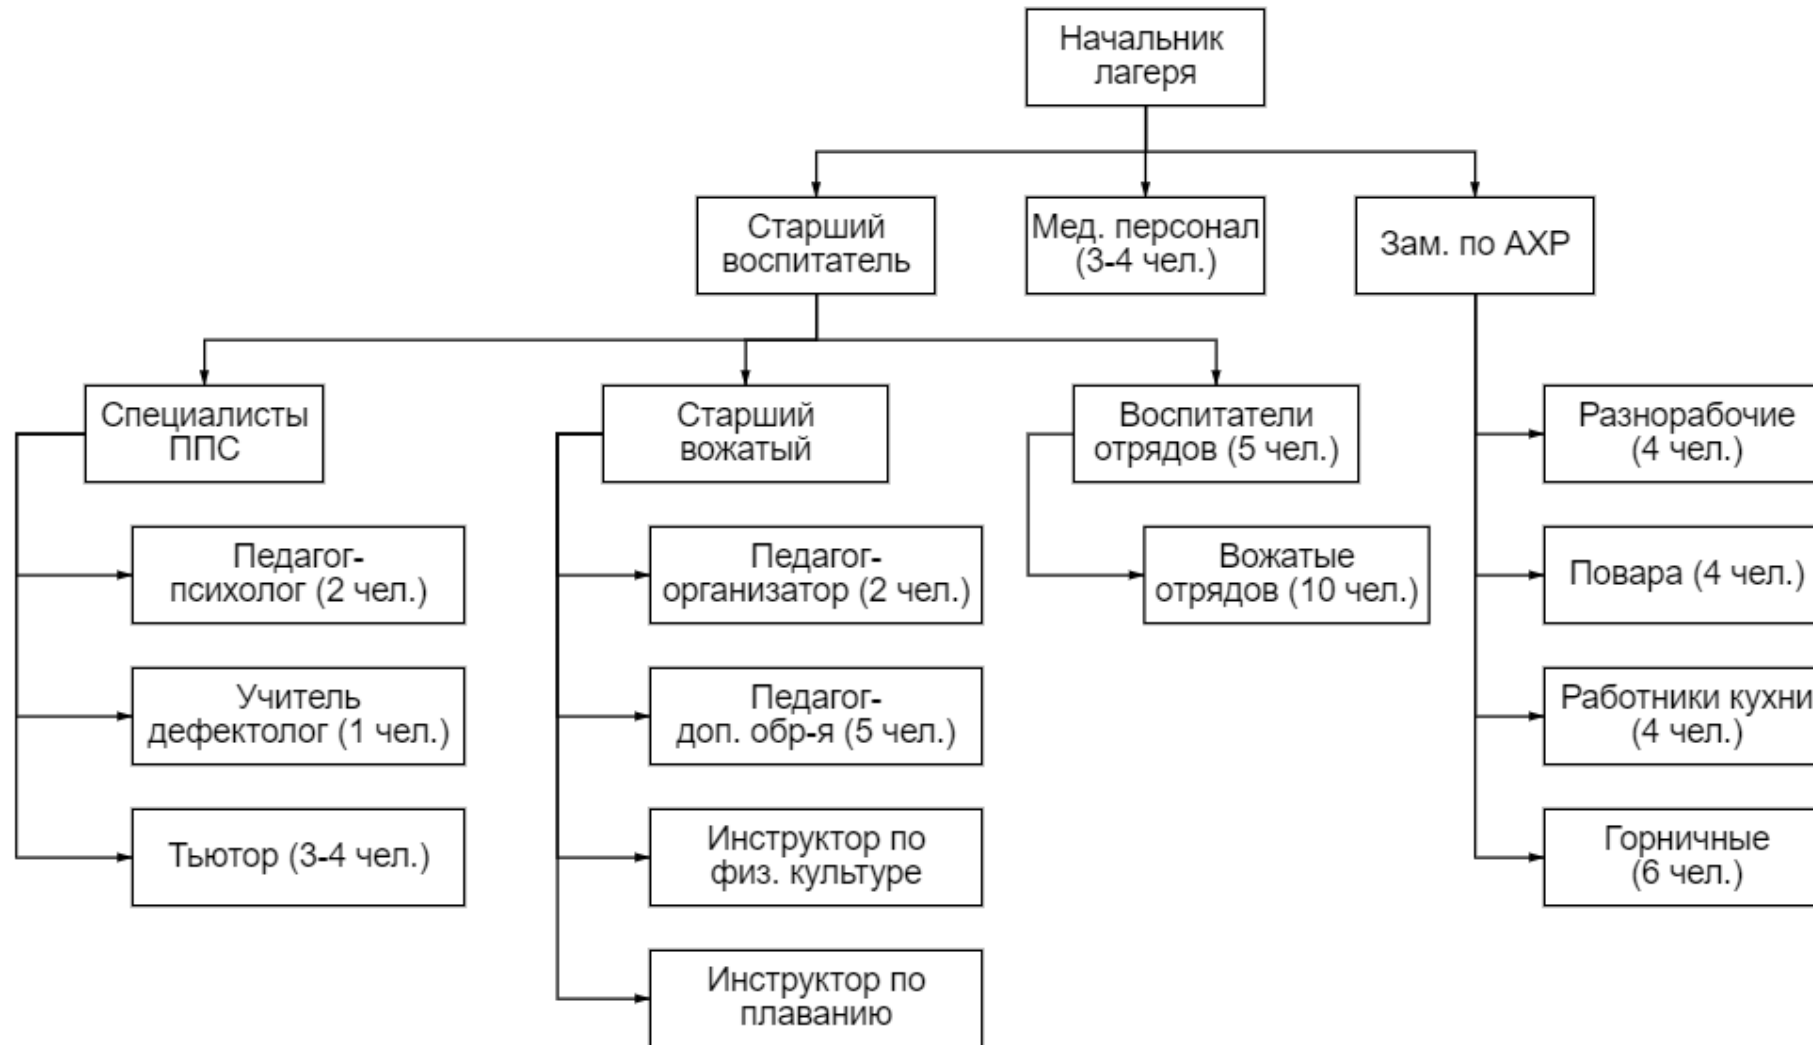 Начальник
лагеря
Старший
воспитатель
Мед. персонал
(3-4 чел.)
Зам. по АХР
Специалисты
ППС
Старший
вожатый
Воспитатели
отрядов (5 чел.)
Разнорабочие
(4 чел.)
Педагог-
психолог (2 чел.)
Педагог-
организатор (2 чел.)
Вожатые
отрядов (10 чел.)
Повара (4 чел.)
Учитель
дефектолог (1 чел.)
Педагог-
доп. обр-я (5 чел.)
Работники кухни
(4 чел.)
Тьютор (3-4 чел.)
Инструктор по
физ. культуре
Горничные
(6 чел.)
Инструктор по
плаванию